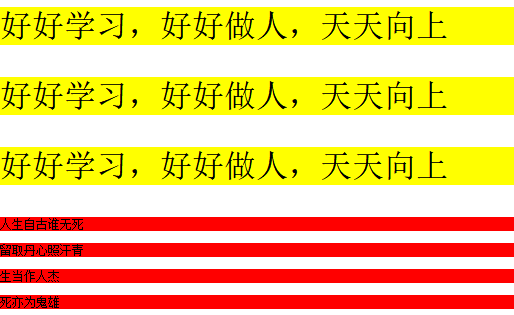 好好学习，好好做人，天天向上
好好学习，好好做人，天天向上
好好学习，好好做人，天天向上
人生自古谁无死
留取丹心照汗青
生当作人杰
死亦为鬼雄